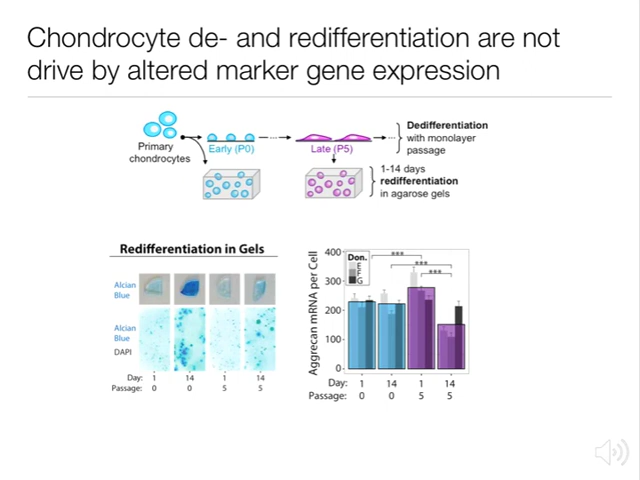 Chondrocyte de- and redifferentiation are not
drive by altered marker gene expression
Primary
chondrocytes
Early (P0)
Late (P5)
Dedifferentiation
with monolayer
passage
1-14 days
redifferentiation
in agarose gels
Redifferentiation in Gels
Alcian
Blue
Alcian
Blue
DAPI
Day: 1 14 1 14
Passage: 0 0 5 5
Aggrecan mRNA per Cell
400
300
200
100
0
Don.
E
F
G
***
***
***
Day: 1 14 1 14
Passage: 0 0 5 5